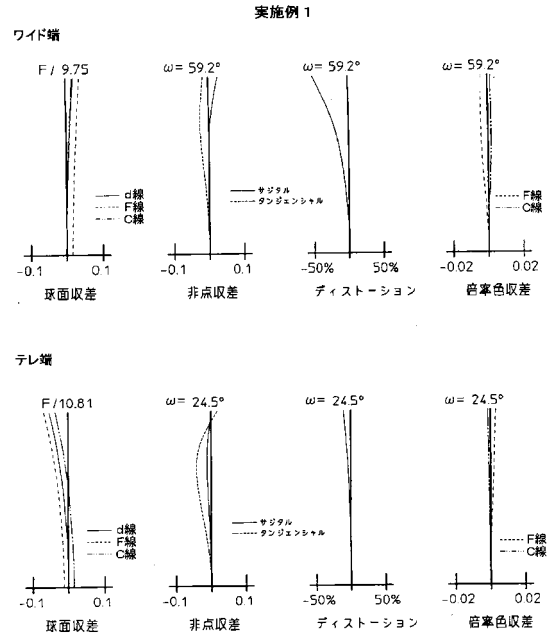 実施例 1
ワイド端
F / 9.75
ω= 59.2°
ω= 59.2°
ω= 59.2°
d線
F線
C線
サジタル
タンジェンシャル
F線
C線
-0.1 0.1
-0.1 0.1
-50% 50%
-0.02 0.02
球面収差
非点収差
ディストーション
倍率色収差
テレ端
F /10.81
ω= 24.5°
ω= 24.5°
ω= 24.5°
d線
F線
C線
サジタル
タンジェンシャル
F線
C線
-0.1 0.1
-0.1 0.1
-50% 50%
-0.02 0.02
球面収差
非点収差
ディストーション
倍率色収差